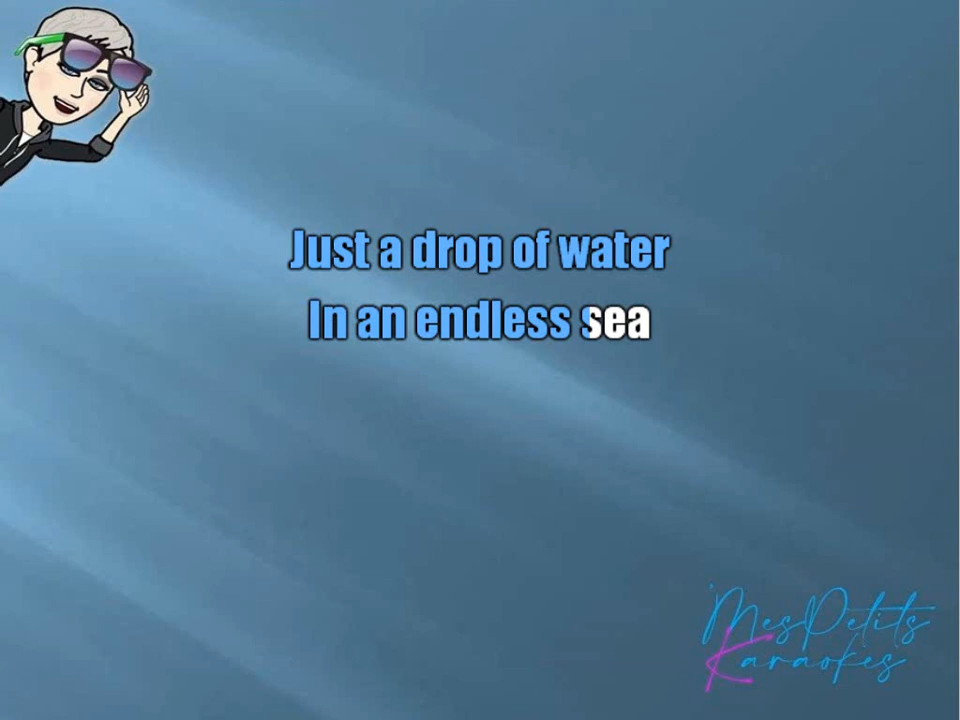 Just a drop of water
In an endless sea
MesPetits
Karaokes